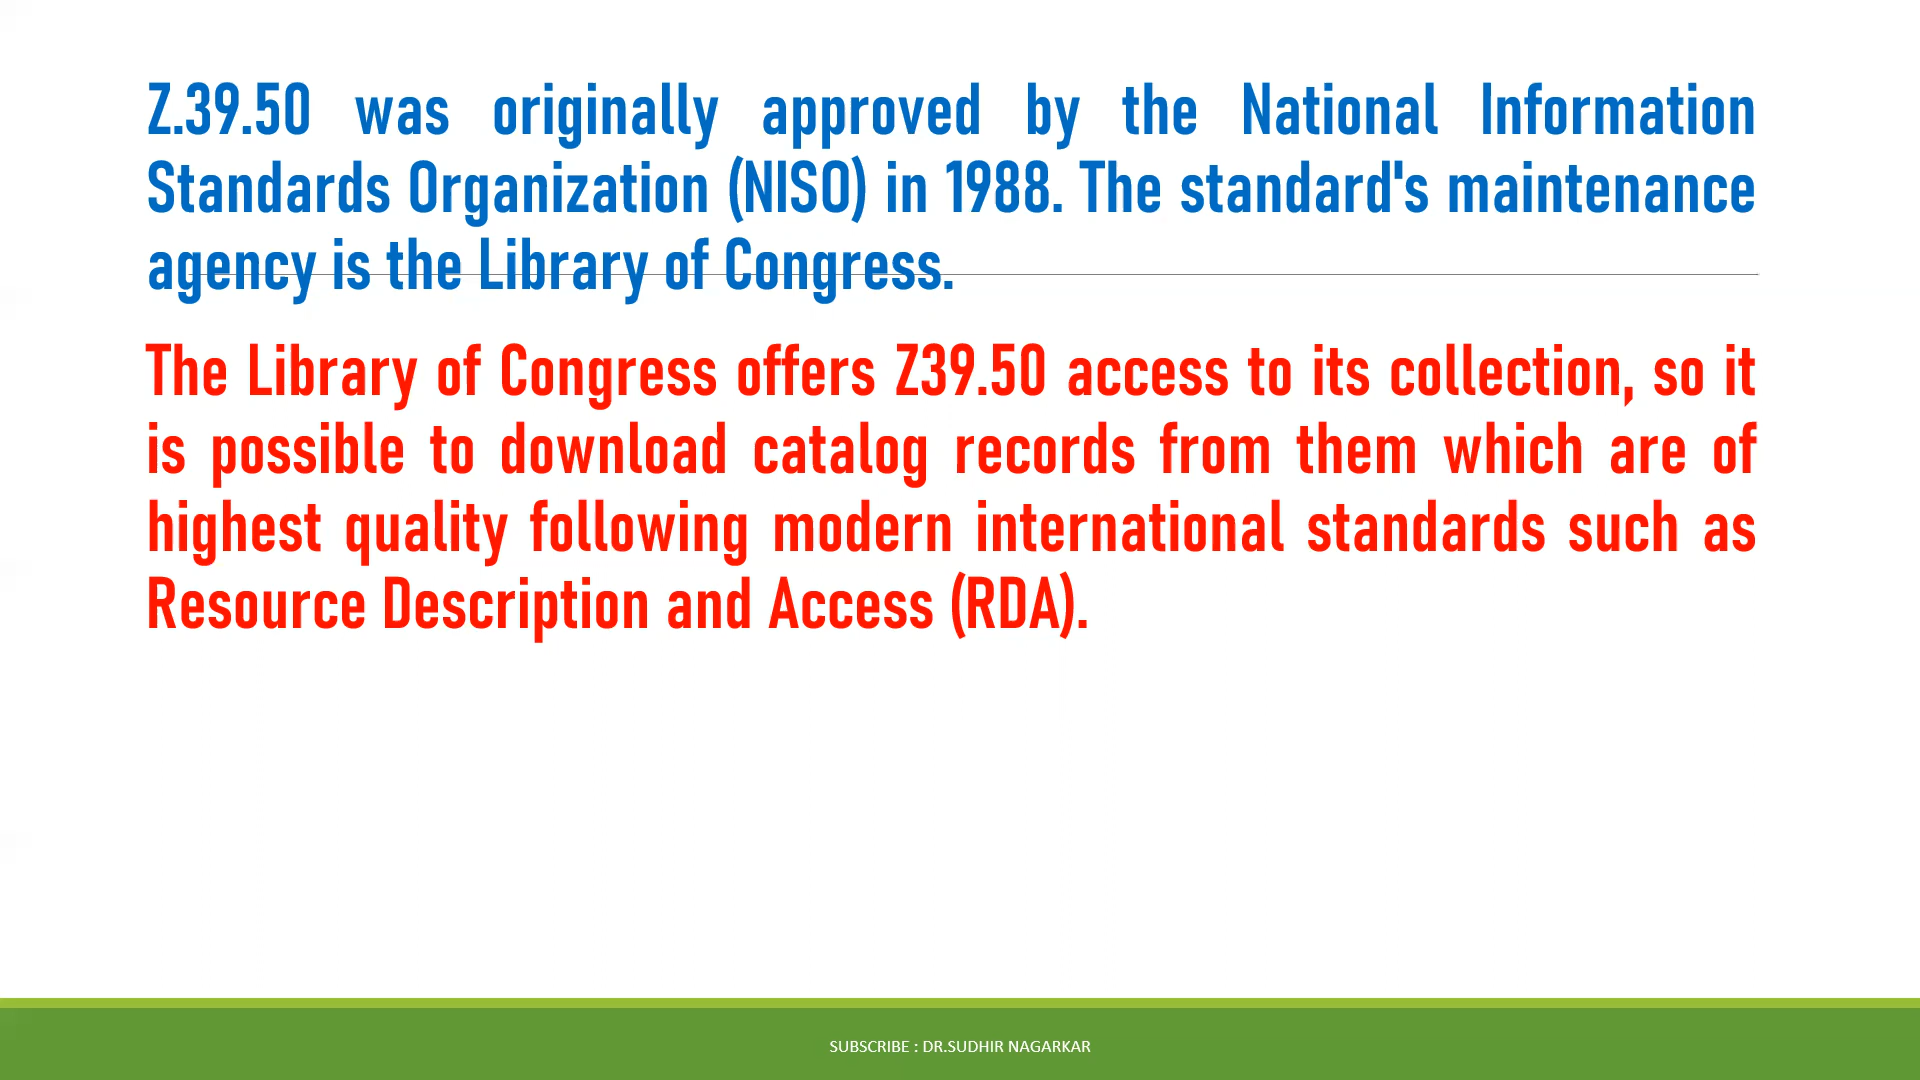 Z.39.50 was originally approved by the National Information
Standards Organization (NISO) in 1988. The standard's maintenance
agency is the Library of Congress.
The Library of Congress offers Z39.50 access to its collection, so it
is possible to download catalog records from them which are of
highest quality following modern international standards such as
Resource Description and Access (RDA).
SUBSCRIBE : DR.SUDHIR NAGARKAR